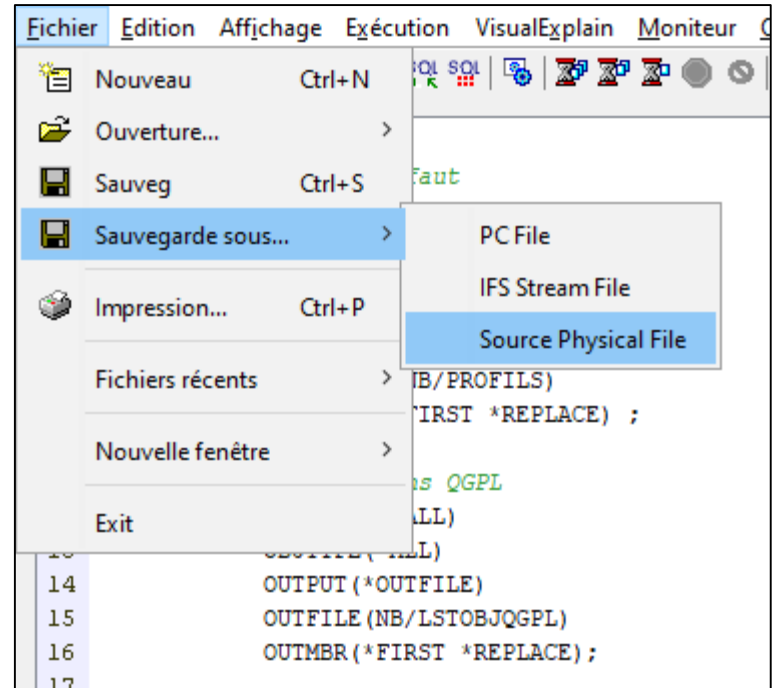 Fichier Edition Affichage Exécution VisualExplain Moniteur
Nouveau Ctrl+N
Ouverture...
Sauveg Ctrl+S
Sauvegarde sous...
PC File
IFS Stream File
Source Physical File
Impression... Ctrl+P
Fichiers récents
Nouvelle fenêtre
Exit
faut
NB/PROFILS)
FIRST *REPLACE) ;
ns QGPL
ALL)
14 OUTPUT(*OUTFILE)
15 OUTFILE(NB/LSTOBJQGPL)
16 OUTMBR(*FIRST *REPLACE);
17